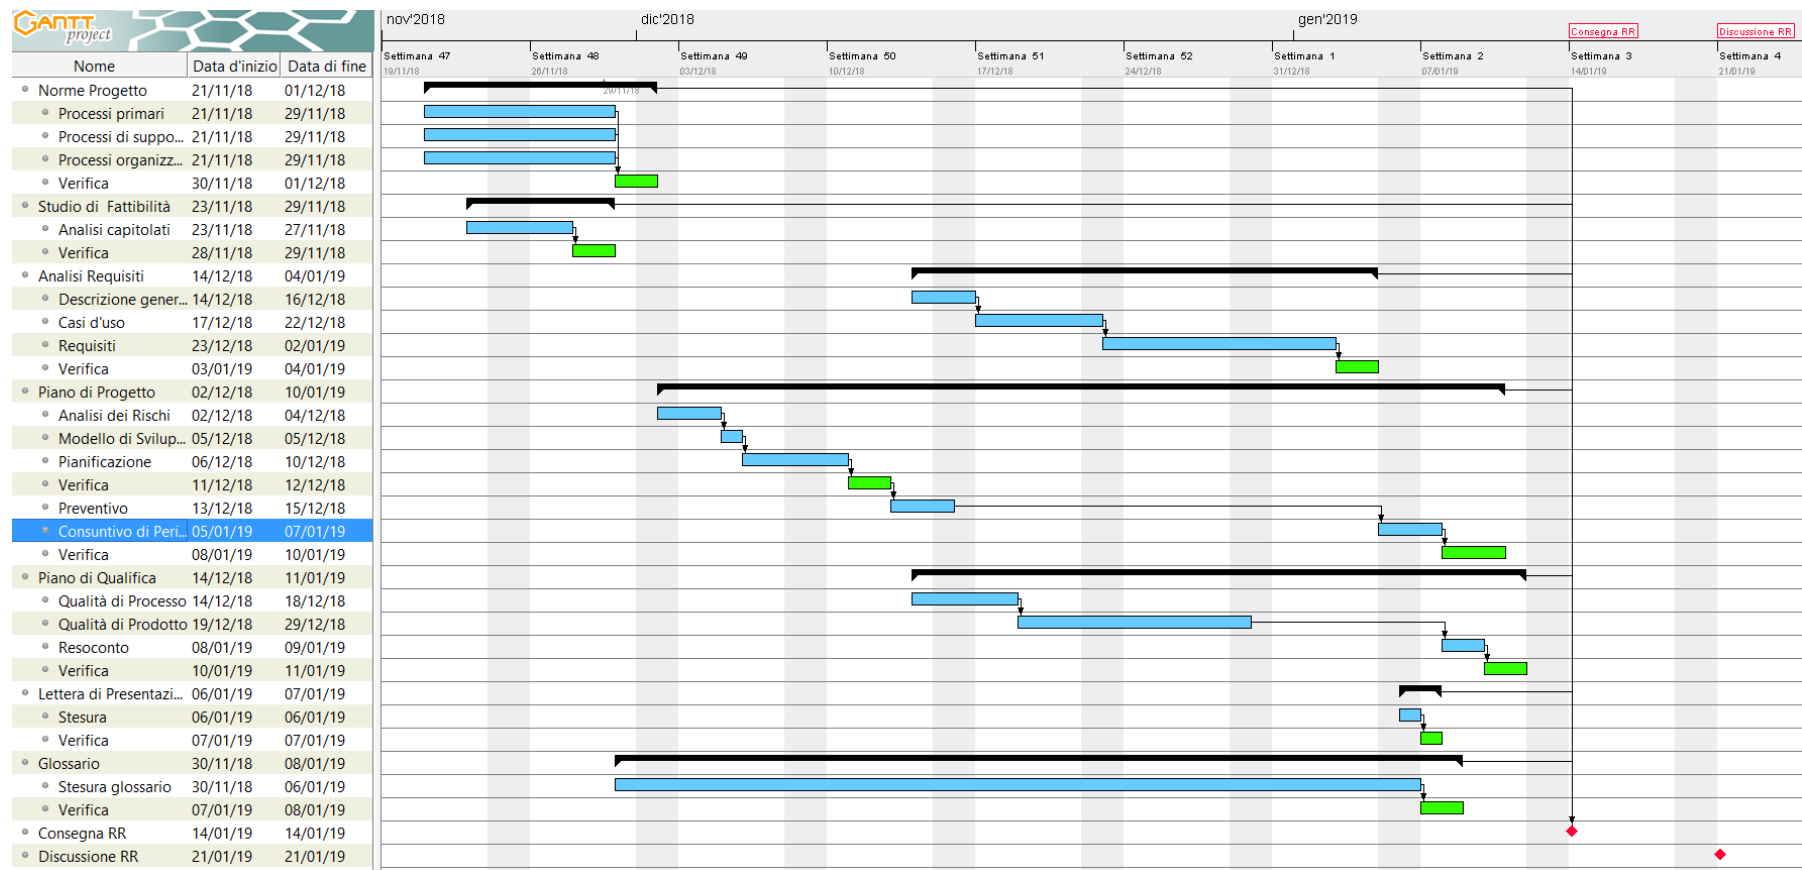 GANTT
project
nov'2018 dic'2018 gen'2019
Consegna RR Discussione RR
Settimana 47 Settimana 48 Settimana 49 Settimana 50 Settimana 51 Settimana 52 Settimana 1 Settimana 2 Settimana 3 Settimana 4
19/11/18 26/11/18 03/12/18 10/12/18 17/12/18 24/12/18 31/12/18 07/01/19 14/01/19 21/01/19
Nome Data d'inizio Data di fine
Norme Progetto 21/11/18 01/12/18 29/11/18
Processi primari 21/11/18 29/11/18
Processi di suppo... 21/11/18 29/11/18
Processi organizz... 21/11/18 29/11/18
Verifica 30/11/18 01/12/18
Studio di Fattibilità 23/11/18 29/11/18
Analisi capitolati 23/11/18 27/11/18
Verifica 28/11/18 29/11/18
Analisi Requisiti 14/12/18 04/01/19
Descrizione gener... 14/12/18 16/12/18
Casi d'uso 17/12/18 22/12/18
Requisiti 23/12/18 02/01/19
Verifica 03/01/19 04/01/19
Piano di Progetto 02/12/18 10/01/19
Analisi dei Rischi 02/12/18 04/12/18
Modello di Svilup... 05/12/18 05/12/18
Pianificazione 06/12/18 10/12/18
Verifica 11/12/18 12/12/18
Preventivo 13/12/18 15/12/18
Consuntivo di Peri... 05/01/19 07/01/19
Verifica 08/01/19 10/01/19
Piano di Qualifica 14/12/18 11/01/19
Qualità di Processo 14/12/18 18/12/18
Qualità di Prodotto 19/12/18 29/12/18
Resoconto 08/01/19 09/01/19
Verifica 10/01/19 11/01/19
Lettera di Presentazi... 06/01/19 07/01/19
Stesura 06/01/19 06/01/19
Verifica 07/01/19 07/01/19
Glossario 30/11/18 08/01/19
Stesura glossario 30/11/18 06/01/19
Verifica 07/01/19 08/01/19
Consegna RR 14/01/19 14/01/19
Discussione RR 21/01/19 21/01/19